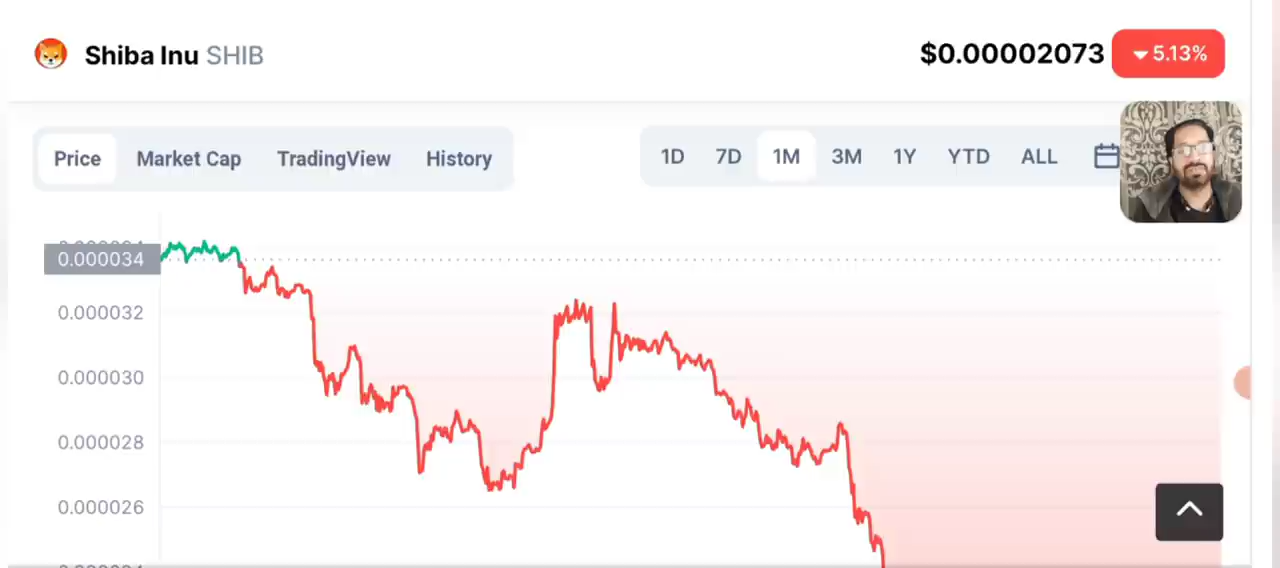 Shiba Inu SHIB
$0.00002073 5.13%
Price Market Cap TradingView History
1D 7D 1M 3M 1Y YTD ALL
0.000034
0.000032
0.000030
0.000028
0.000026